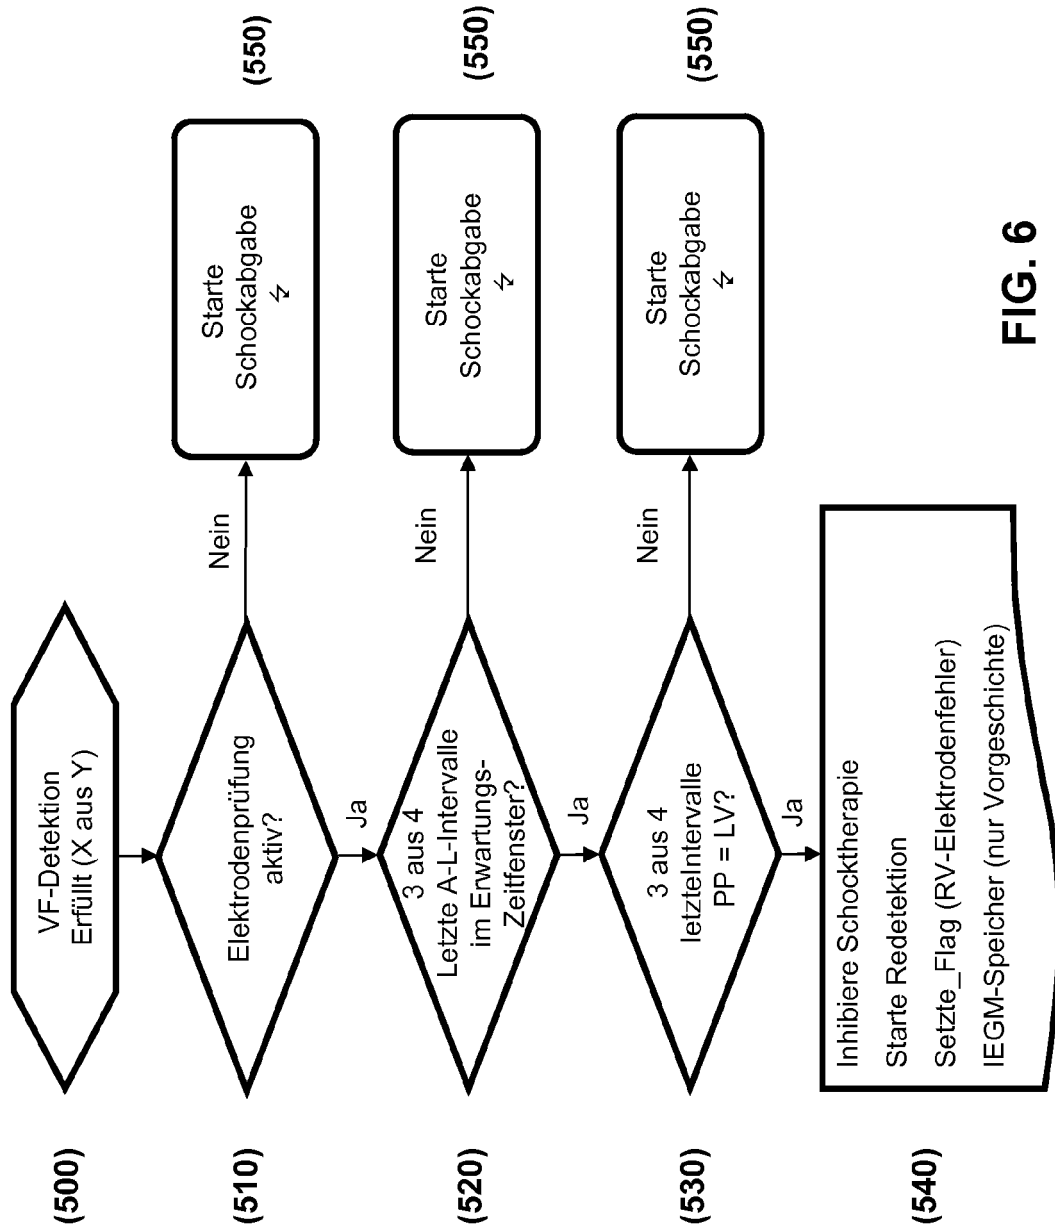 (500)
VF-Detektion
Erfüllt (X aus Y)
(510)
Elektrodenprüfung
aktiv?
Nein
Starte
Schockabgabe
(550)
Ja
(520)
3 aus 4
Letzte A-L-Intervalle
im Erwartungs-
Zeitfenster?
Nein
Starte
Schockabgabe
(550)
Ja
(530)
3 aus 4
letzteIntervalle
PP = LV?
Nein
Starte
Schockabgabe
(550)
Ja
(540)
Inhibiere Schocktherapie
Starte Redetektion
Setzte_Flag (RV-Elektrodenfehler)
IEGM-Speicher (nur Vorgeschichte)
FIG. 6